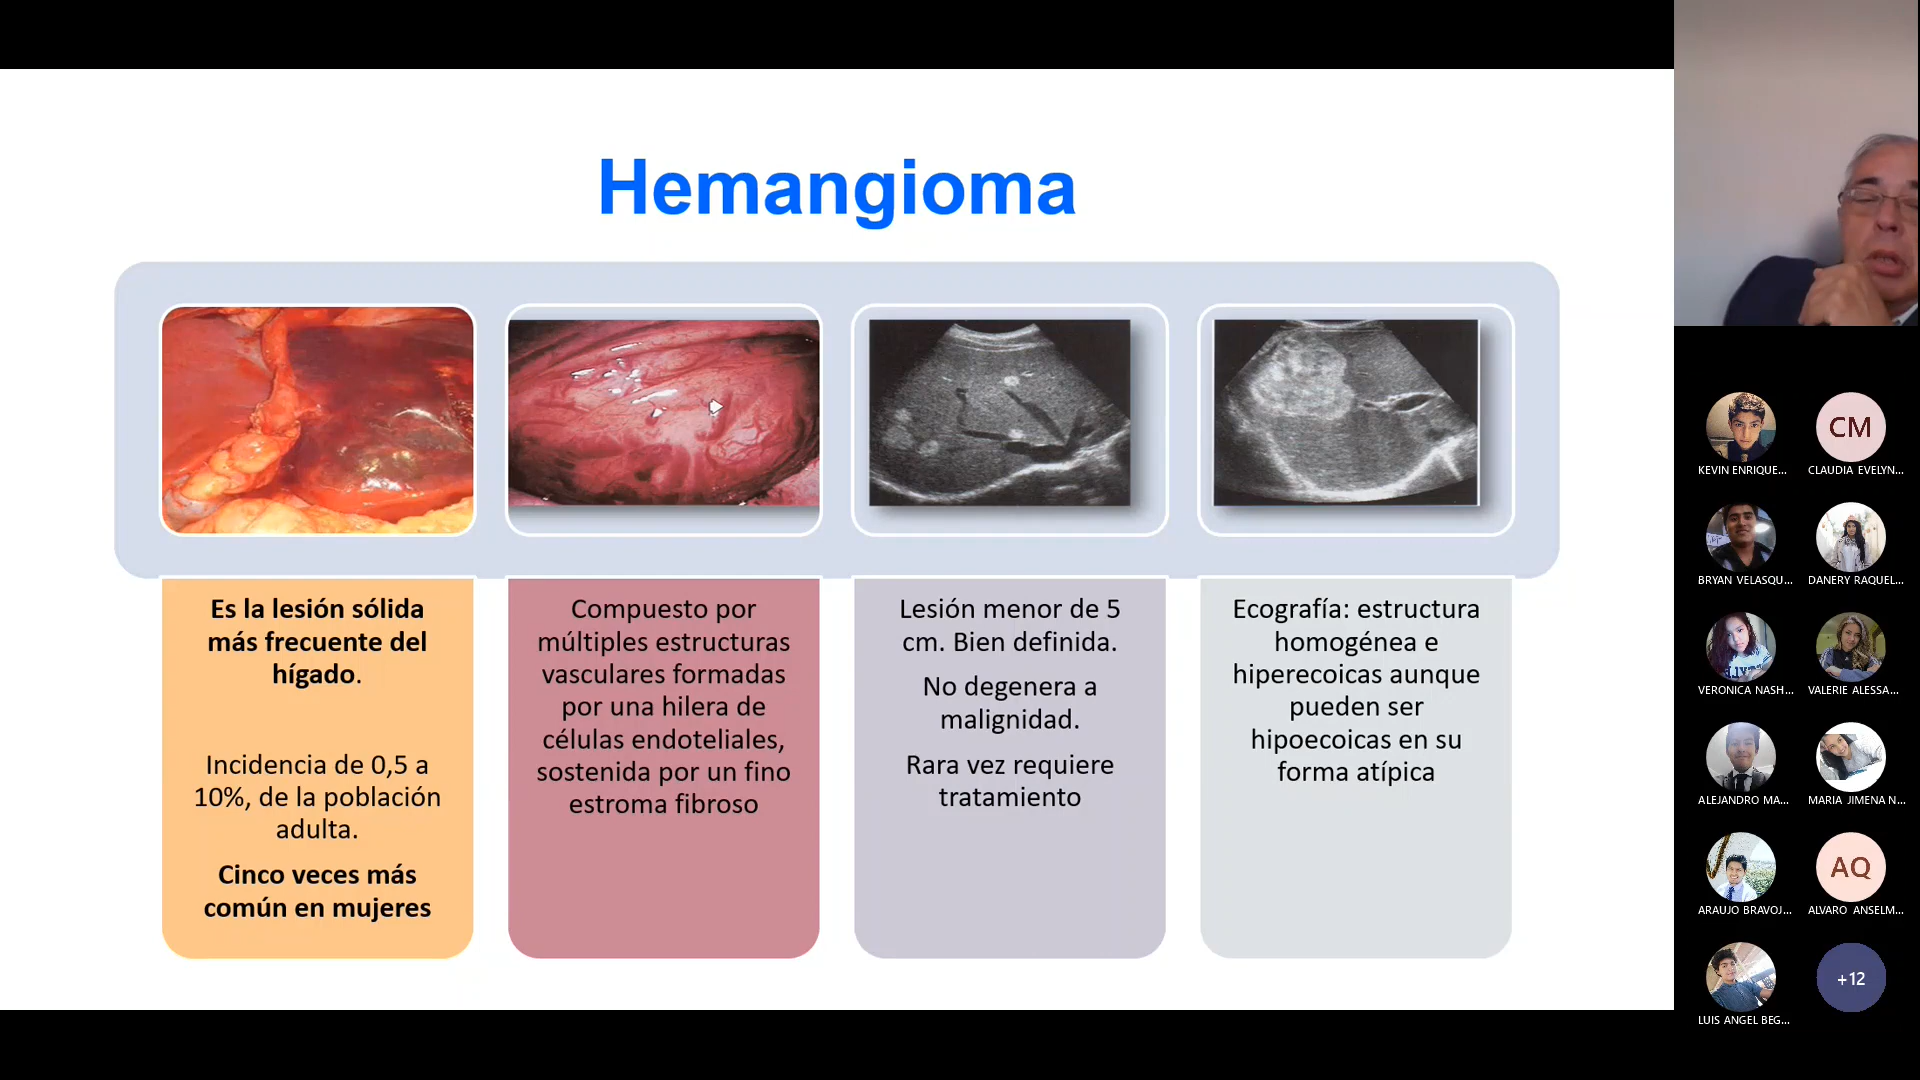 Hemangioma
Es la lesión sólida
más frecuente del
hígado.
Incidencia de 0,5 a
10%, de la población
adulta.
Cinco veces más
común en mujeres
Compuesto por
múltiples estructuras
vasculares formadas
por una hilera de
células endoteliales,
sostenida por un fino
estroma fibroso
Lesión menor de 5
cm. Bien definida.
No degenera a
malignidad.
Rara vez requiere
tratamiento
Ecografía: estructura
homogénea e
hiperecoicas aunque
pueden ser
hipoecoicas en su
forma atípica
KEVIN ENRIQUE...
CM
CLAUDIA EVELYN...
BRYAN VELASQU...
DANERY RAQUEL...
VERONICA NASH...
VALERIE ALESSA...
ALEJANDRO MA...
MARIA JIMENA N...
ARAUJO BRAVOJ...
AQ
ALVARO ANSELM...
LUIS ANGEL BEG...
+12